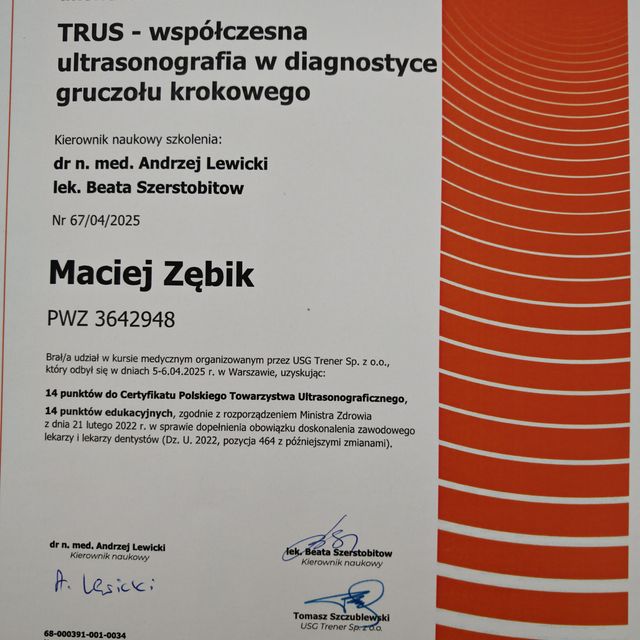 TRUS - współczesna
ultrasonografia w diagnostyce
gruczołu krokowego
Kierownik naukowy szkolenia:
dr n. med. Andrzej Lewicki
lek. Beata Szerstobitow
Nr 67/04/2025
Maciej Zębik
PWZ 3642948
Brał/a udział w kursie medycznym organizowanym przez USG Trener Sp. z o.o.,
który odbył się w dniach 5-6.04.2025 r. w Warszawie, uzyskując:
14 punktów do Certyfikatu Polskiego Towarzystwa Ultrasonograficznego,
14 punktów edukacyjnych, zgodnie z rozporządzeniem Ministra Zdrowia
z dnia 21 lutego 2022 r. w sprawie dopełnienia obowiązku doskonalenia zawodowego
lekarzy i lekarzy dentystów (Dz. U. 2022, pozycja 464 z późniejszymi zmianami).
dr n. med. Andrzej Lewicki
Kierownik naukowy
lek. Beata Szerstobitow
Kierownik naukowy
Tomasz Szczublewski
USG Trener Sp. z o.o.
68-000391-001-0034